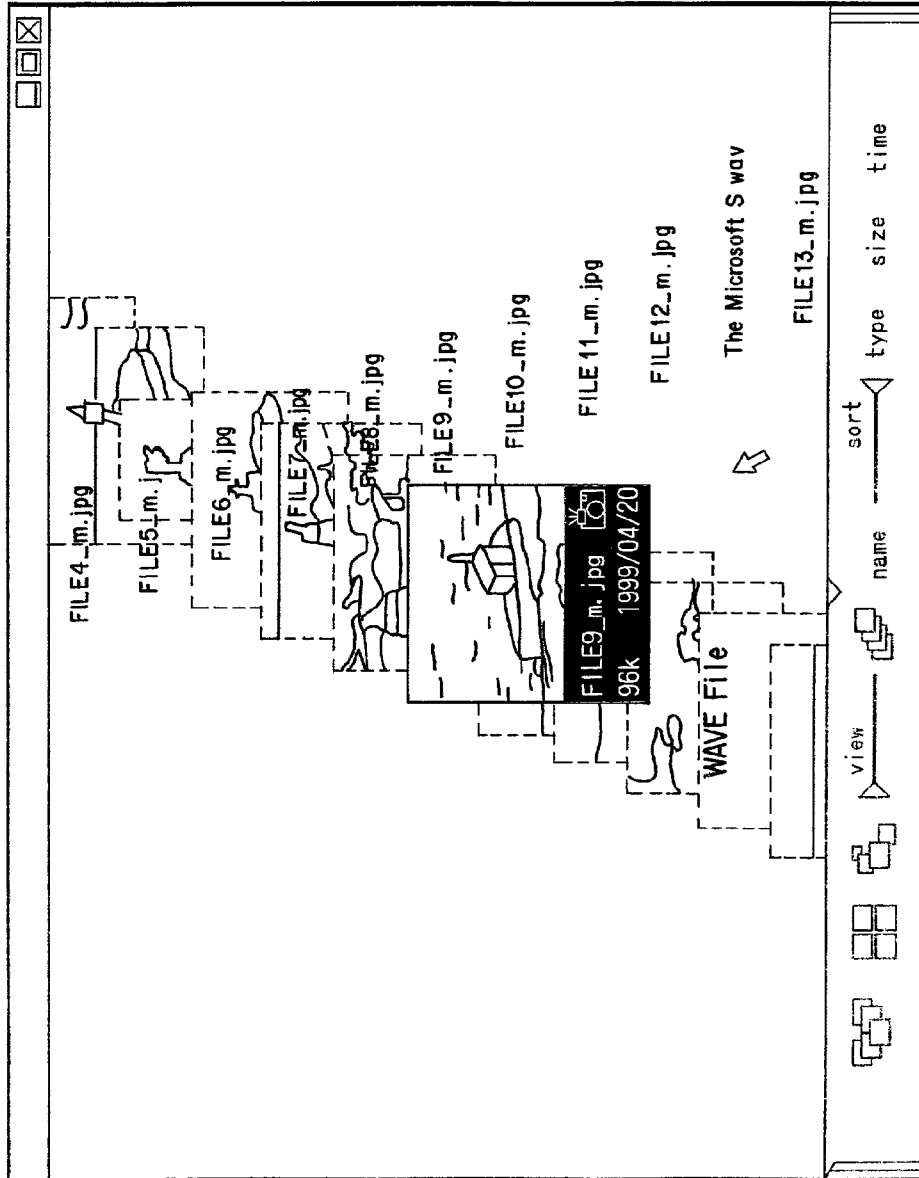 FILE4_m.jpg
FILE5_m.j
FILE6_m.jpg
FILE7_m.jpg
FILE8_m.jpg
FILE9_m.jpg
FILE10_m.jpg
FILE11_m.jpg
FILE12_m.jpg
The Microsoft S wav
FILE13_m.jpg
FILE9_m.jpg
96k 1999/04/20
WAVE File
view
sort
name
type
size
time